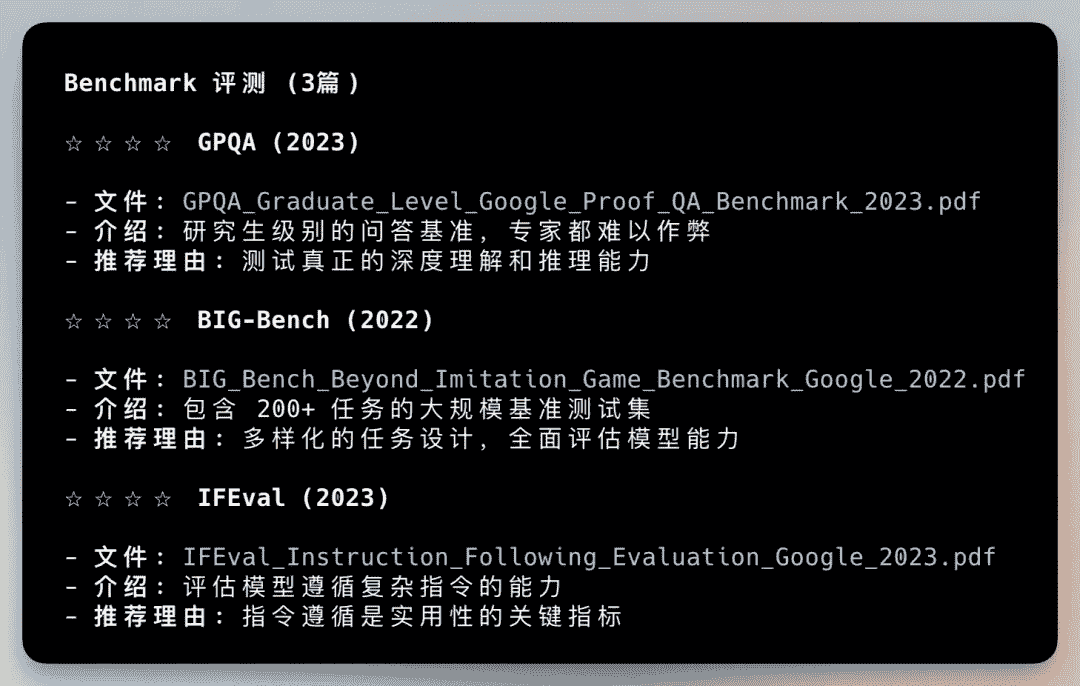 Benchmark 评测 (3篇)
☆ ☆ ☆ ☆ GPQA (2023)
- 文件: GPQA_Graduate_Level_Google_Proof_QA_Benchmark_2023.pdf
- 介绍: 研究生级别的问答基准, 专家都难以作弊
- 推荐理由: 测试真正的深度理解和推理能力
☆ ☆ ☆ ☆ BIG-Bench (2022)
- 文件: BIG_Bench_Beyond_Imitation_Game_Benchmark_Google_2022.pdf
- 介绍: 包含 200+ 任务的大规模基准测试集
- 推荐理由: 多样化的任务设计, 全面评估模型能力
☆ ☆ ☆ ☆ IFEval (2023)
- 文件: IFEval_Instruction_Following_Evaluation_Google_2023.pdf
- 介绍: 评估模型遵循复杂指令的能力
- 推荐理由: 指令遵循是实用性的关键指标